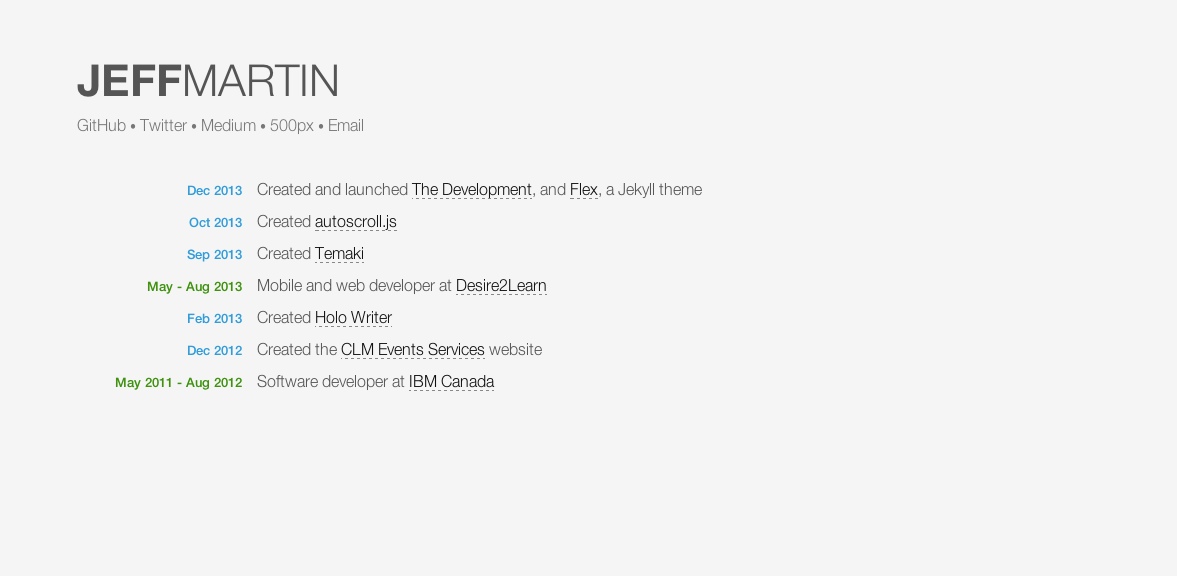 JEFFMARTIN
GitHub • Twitter • Medium • 500px • Email
Dec 2013 Created and launched The Development, and Flex, a Jekyll theme
Oct 2013 Created autoscroll.js
Sep 2013 Created Temaki
May - Aug 2013 Mobile and web developer at Desire2Learn
Feb 2013 Created Holo Writer
Dec 2012 Created the CLM Events Services website
May 2011 - Aug 2012 Software developer at IBM Canada